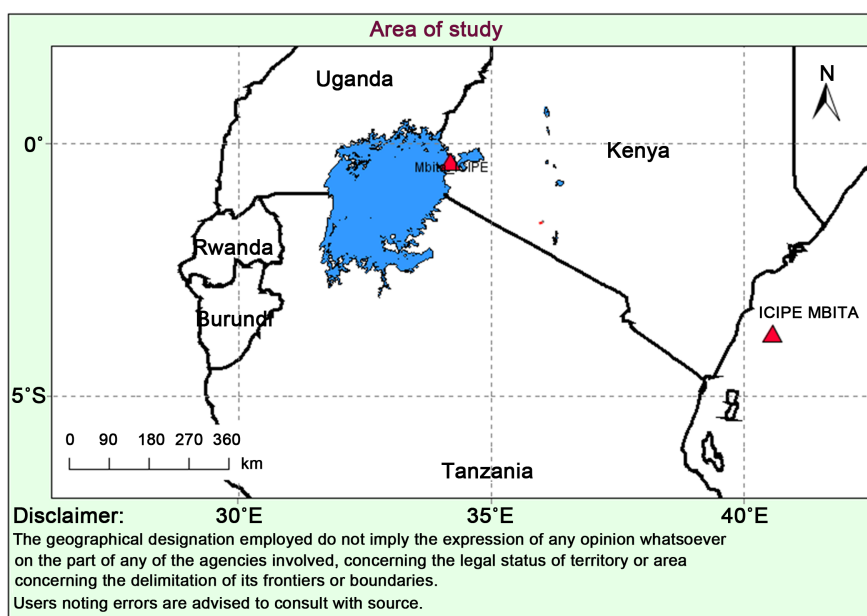 Area of study
Uganda
N
0°
Kenya
Mbita ICIPE
Rwanda
ICIPE MBITA
Burundi
5°S
0 90 180 270 360
km
Tanzania
30°E 35°E 40°E
Disclaimer:
The geographical designation employed do not imply the expression of any opinion whatsoever
on the part of any of the agencies involved, concerning the legal status of territory or area
concerning the delimitation of its frontiers or boundaries.
Users noting errors are advised to consult with source.